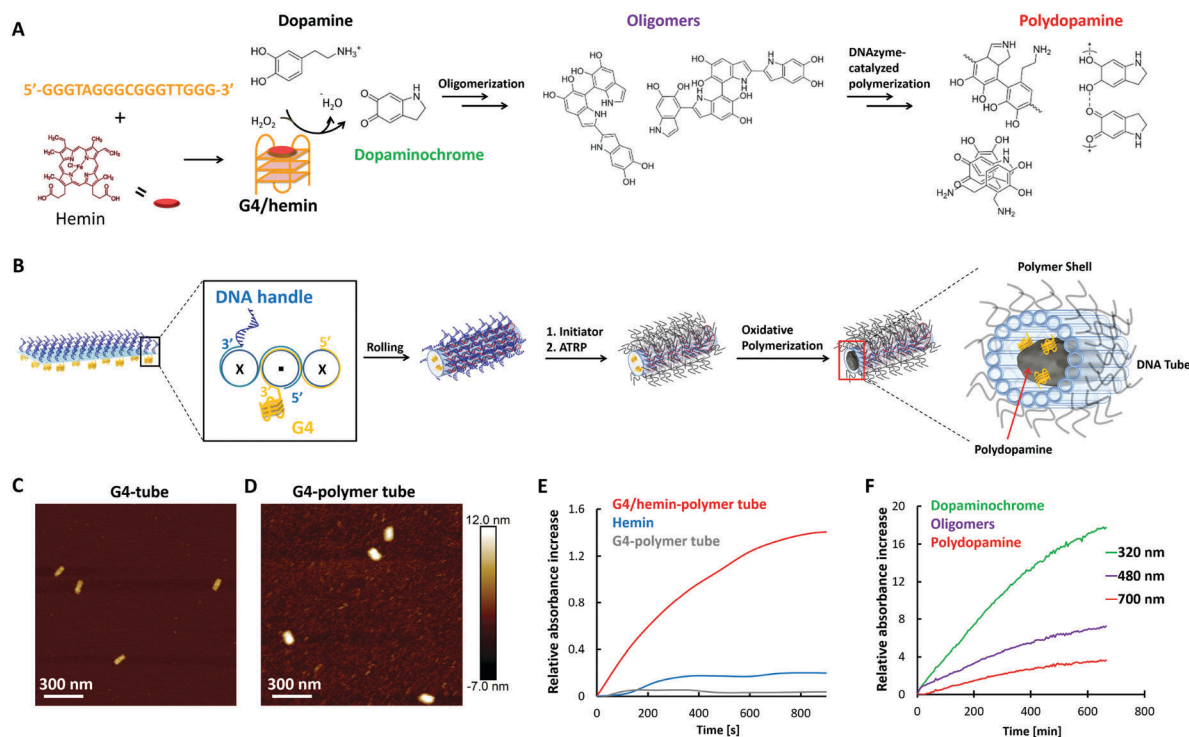 A
Dopamine
Oligomers
Polydopamine
5'-GGGTAGGGCGGGTTGGG-3'
+
Hemin
=
HO
HO
NH₃⁺
H₂O₂
H₂O
G4/hemin
O
O
N
H
Dopaminochrome
Oligomerization
DNAzyme-
catalyzed
polymerization
B
DNA handle
3'
5'
X
X
3'
5'
G4
Rolling
1. Initiator
2. ATRP
Oxidative
Polymerization
Polymer Shell
DNA Tube
Polydopamine
C
G4-tube
300 nm
D
G4-polymer tube
300 nm
12.0 nm
-7.0 nm
E
G4/hemin-polymer tube
Hemin
G4-polymer tube
Relative absorbance increase
1.6
1.2
0.8
0.4
0
0
200
400
600
800
Time [s]
F
Dopaminochrome
Oligomers
Polydopamine
320 nm
480 nm
700 nm
Relative absorbance increase
20
16
12
8
4
0
0
200
400
600
800
Time [min]